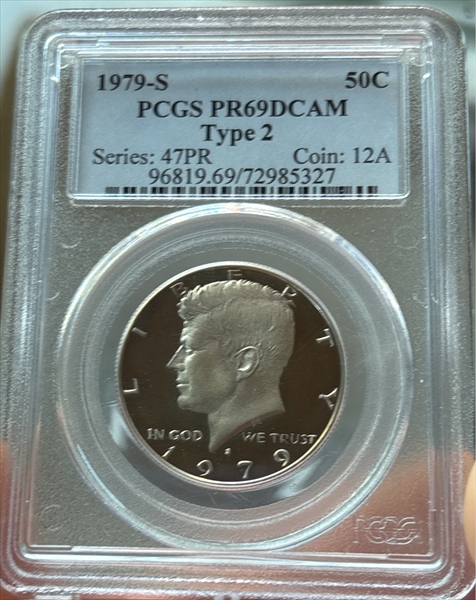 1979-S 50C
PCGS PR69DCAM
Type 2
Series: 47PR Coin: 12A
96819.69/72985327
LIBERTY
IN GOD WE TRUST
S
1979
PCGS